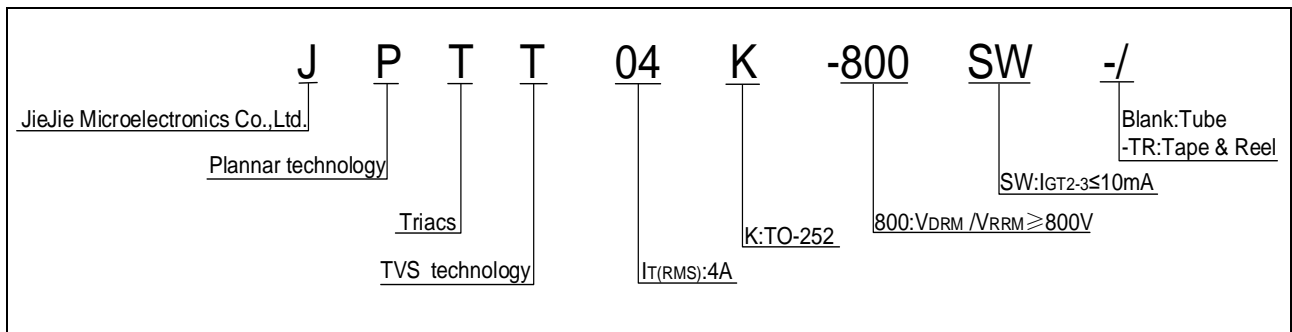 J P T T 04 K -800 SW -/
JieJie Microelectronics Co.,Ltd.
Blank:Tube
-TR:Tape & Reel
Plannar technology
SW:IGT2-3≤10mA
Triacs
800:VDRM /VRRM≥800V
K:TO-252
TVS technology
IT(RMS):4A